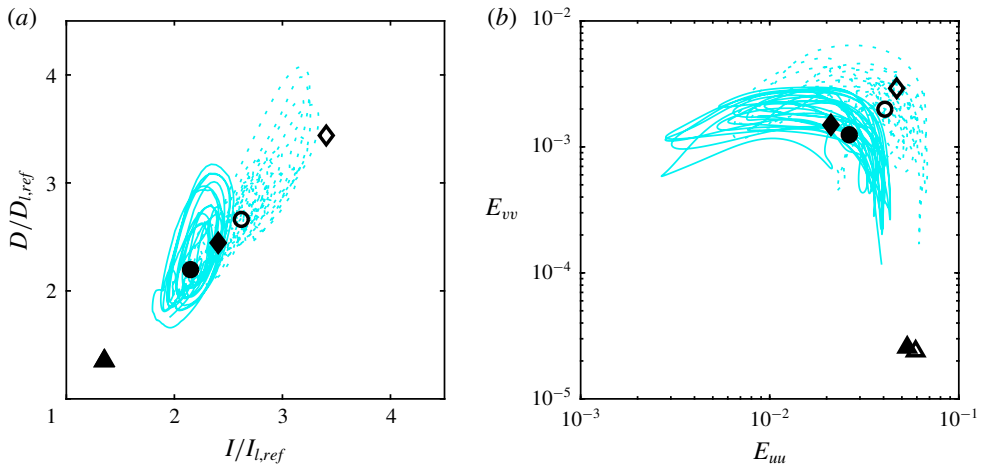 (a)
(b)
4
3
2
1
2
3
4
D/D_{l,ref}
I/I_{l,ref}
10^{-2}
10^{-3}
10^{-4}
10^{-5}
E_{vv}
10^{-3}
10^{-2}
10^{-1}
E_{uu}